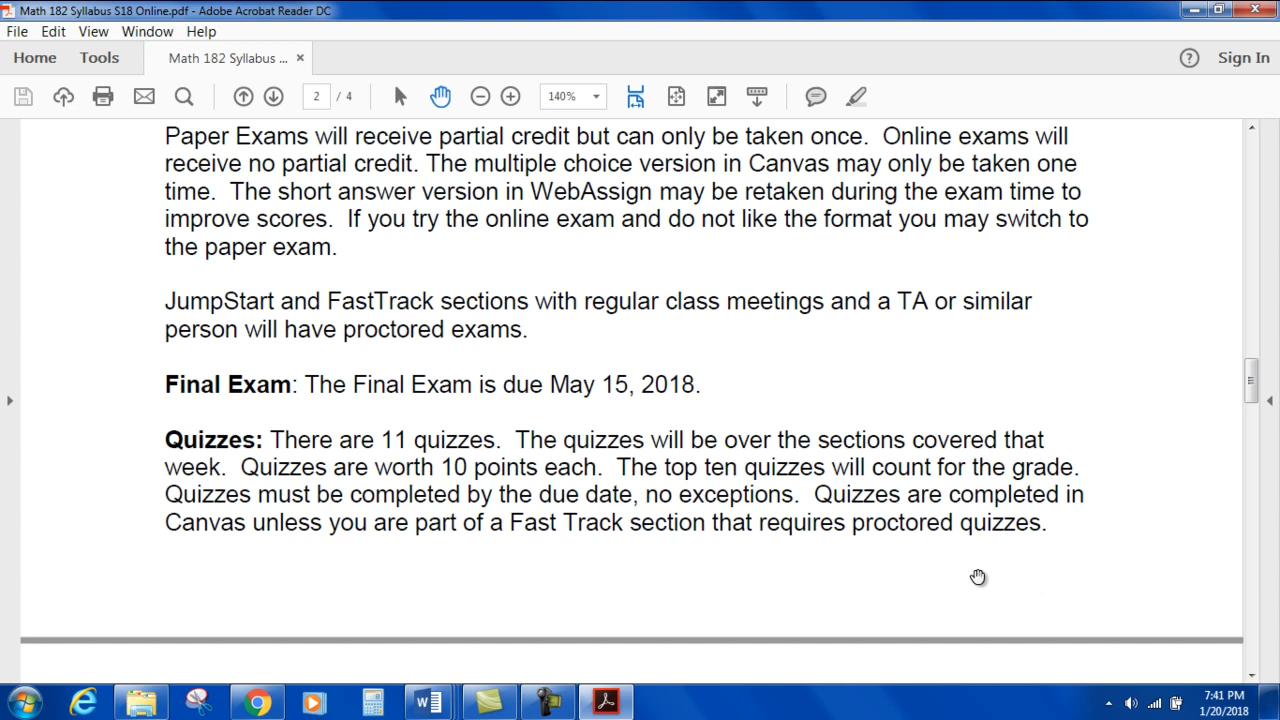 Math 182 Syllabus S18 Online.pdf - Adobe Acrobat Reader DC
File Edit View Window Help
Home Tools Math 182 Syllabus ... × ? Sign In
2 / 4 140%
Paper Exams will receive partial credit but can only be taken once. Online exams will
receive no partial credit. The multiple choice version in Canvas may only be taken one
time. The short answer version in WebAssign may be retaken during the exam time to
improve scores. If you try the online exam and do not like the format you may switch to
the paper exam.
JumpStart and FastTrack sections with regular class meetings and a TA or similar
person will have proctored exams.
Final Exam: The Final Exam is due May 15, 2018.
Quizzes: There are 11 quizzes. The quizzes will be over the sections covered that
week. Quizzes are worth 10 points each. The top ten quizzes will count for the grade.
Quizzes must be completed by the due date, no exceptions. Quizzes are completed in
Canvas unless you are part of a Fast Track section that requires proctored quizzes.
7:41 PM
1/20/2018